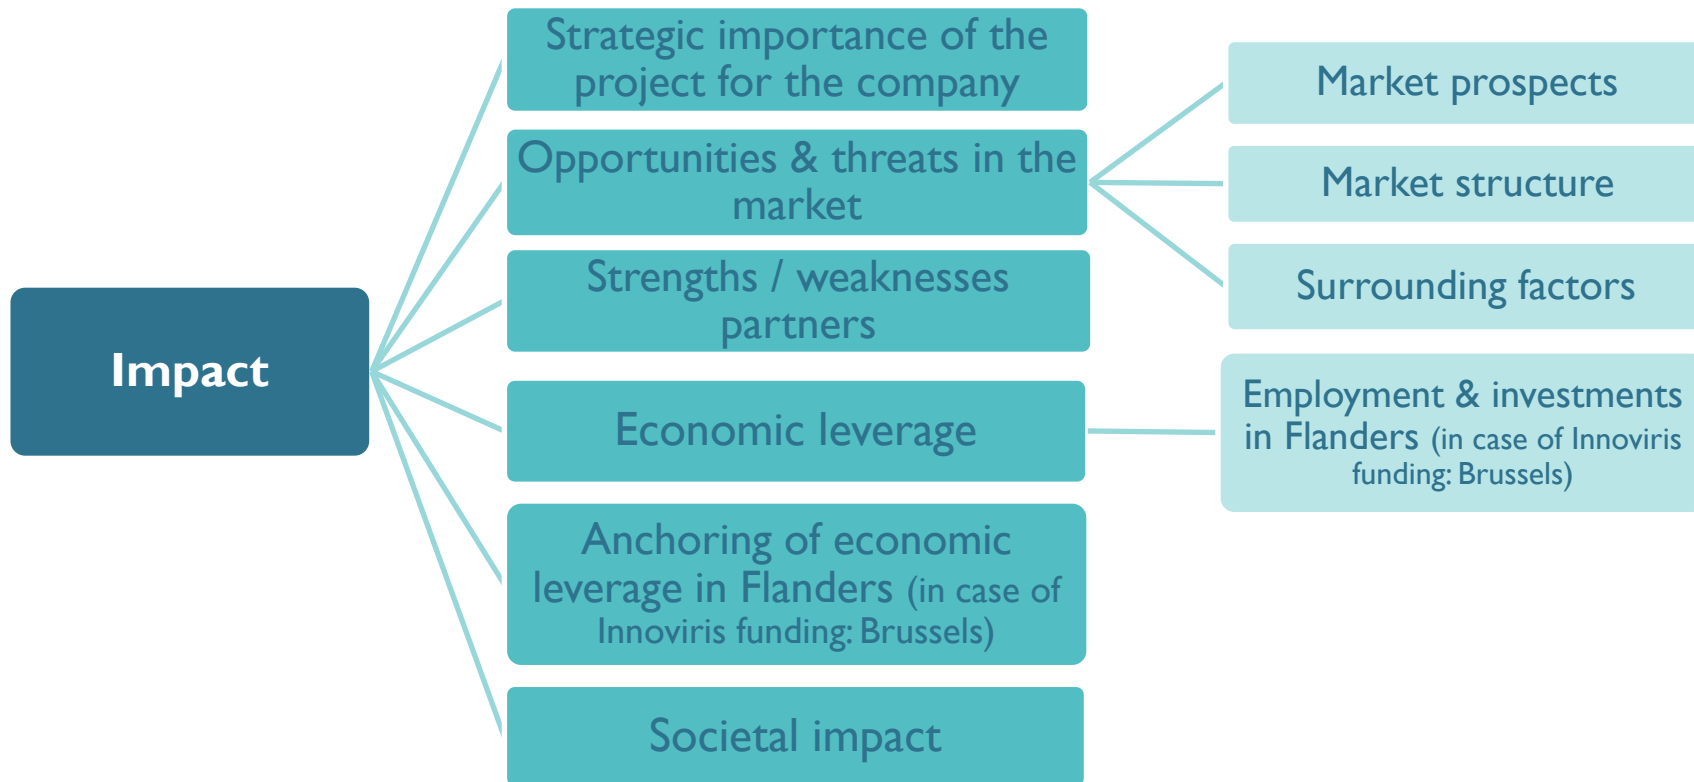 Impact
Strategic importance of the
project for the company
Opportunities & threats in the
market
Strengths / weaknesses
partners
Economic leverage
Anchoring of economic
leverage in Flanders (in case of
Innoviris funding: Brussels)
Societal impact
Market prospects
Market structure
Surrounding factors
Employment & investments
in Flanders (in case of Innoviris
funding: Brussels)